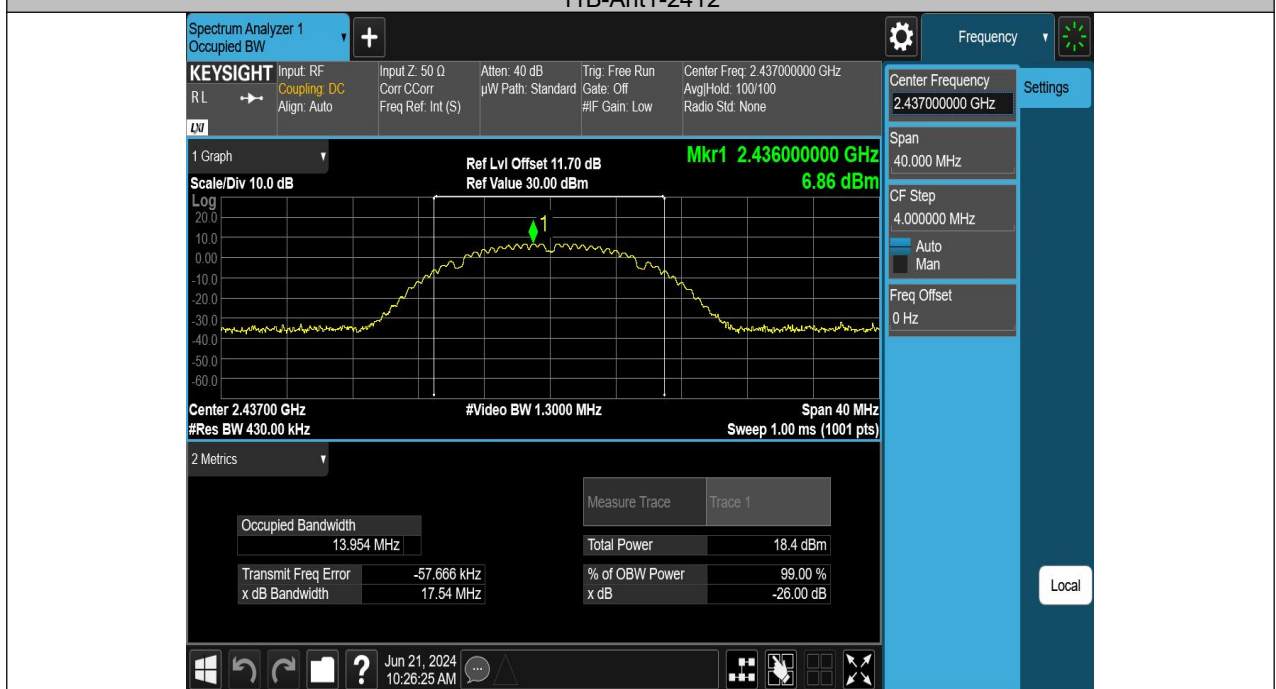 11B-Ant1-2412
Spectrum Analyzer 1
Occupied BW
+
Frequency
KEYSIGHT
RL
LXI
Input: RF
Coupling: DC
Align: Auto
Input Z: 50 Ω
Corr CCorr
Freq Ref: Int (S)
Atten: 40 dB
µW Path: Standard
Trig: Free Run
Gate: Off
#IF Gain: Low
Center Freq: 2.437000000 GHz
Avg|Hold: 100/100
Radio Std: None
Center Frequency
2.437000000 GHz
Settings
Span
40.000 MHz
CF Step
4.000000 MHz
Auto
Man
Freq Offset
0 Hz
Local
1 Graph
Scale/Div 10.0 dB
Ref Lvl Offset 11.70 dB
Ref Value 30.00 dBm
Mkr1 2.436000000 GHz
6.86 dBm
Log
20.0
10.0
0.00
-10.0
-20.0
-30.0
-40.0
-50.0
-60.0
1
Center 2.43700 GHz
#Video BW 1.3000 MHz
Span 40 MHz
#Res BW 430.00 kHz
Sweep 1.00 ms (1001 pts)
2 Metrics
Measure Trace
Trace 1
Occupied Bandwidth
13.954 MHz
Total Power
18.4 dBm
Transmit Freq Error
-57.666 kHz
% of OBW Power
99.00 %
x dB Bandwidth
17.54 MHz
x dB
-26.00 dB
?
Jun 21, 2024
10:26:25 AM